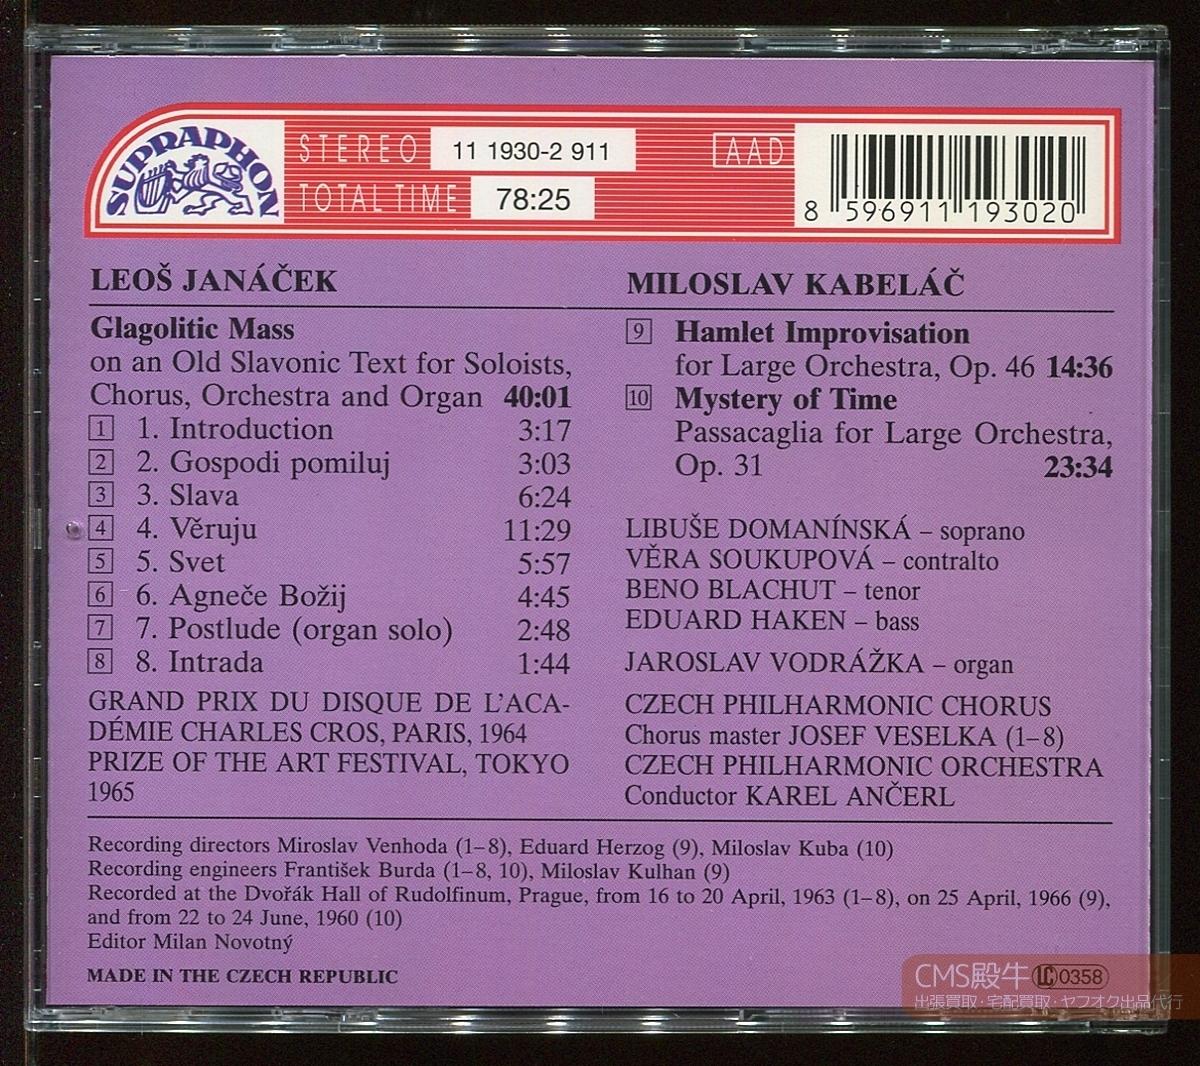 SUPRAPHON
STEREO 11 1930-2 911
TOTAL TIME 78:25
AAD
8 596911 193020
LEOŠ JANÁČEK
Glagolitic Mass
on an Old Slavonic Text for Soloists,
Chorus, Orchestra and Organ 40:01
1 1. Introduction 3:17
2 2. Gospodi pomiluj 3:03
3 3. Slava 6:24
4 4. Věruju 11:29
5 5. Svet 5:57
6 6. Agneče Božij 4:45
7 7. Postlude (organ solo) 2:48
8 8. Intrada 1:44
GRAND PRIX DU DISQUE DE L'ACA-
DÉMIE CHARLES CROS, PARIS, 1964
PRIZE OF THE ART FESTIVAL, TOKYO
1965
MILOSLAV KABELÁČ
9 Hamlet Improvisation
for Large Orchestra, Op. 46 14:36
10 Mystery of Time
Passacaglia for Large Orchestra,
Op. 31 23:34
LIBUŠE DOMANÍNSKÁ – soprano
VĚRA SOUKUPOVÁ – contralto
BENO BLACHUT – tenor
EDUARD HAKEN – bass
JAROSLAV VODRÁŽKA – organ
CZECH PHILHARMONIC CHORUS
Chorus master JOSEF VESELKA (1–8)
CZECH PHILHARMONIC ORCHESTRA
Conductor KAREL ANČERL
Recording directors Miroslav Venhoda (1–8), Eduard Herzog (9), Miloslav Kuba (10)
Recording engineers František Burda (1–8, 10), Miloslav Kulhan (9)
Recorded at the Dvořák Hall of Rudolfinum, Prague, from 16 to 20 April, 1963 (1–8), on 25 April, 1966 (9),
and from 22 to 24 June, 1960 (10)
Editor Milan Novotný
MADE IN THE CZECH REPUBLIC
LC 0358
CMS殿牛
出張買取・宅配買取・ヤフオク出品代行